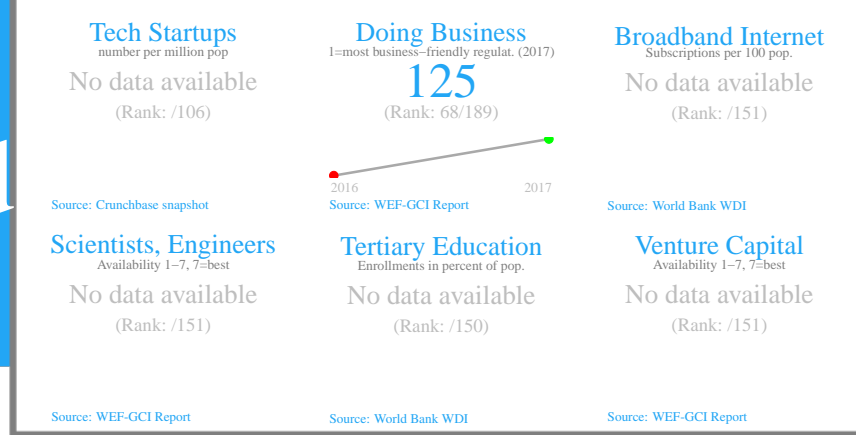 Tech Startups
number per million pop
No data available
(Rank: /106)
Source: Crunchbase snapshot
Doing Business
1=most business−friendly regulat. (2017)
125
(Rank: 68/189)
2016 2017
Source: WEF-GCI Report
Broadband Internet
Subscriptions per 100 pop.
No data available
(Rank: /151)
Source: World Bank WDI
Scientists, Engineers
Availability 1−7, 7=best
No data available
(Rank: /151)
Source: WEF-GCI Report
Tertiary Education
Enrollments in percent of pop.
No data available
(Rank: /150)
Source: World Bank WDI
Venture Capital
Availability 1−7, 7=best
No data available
(Rank: /151)
Source: WEF-GCI Report